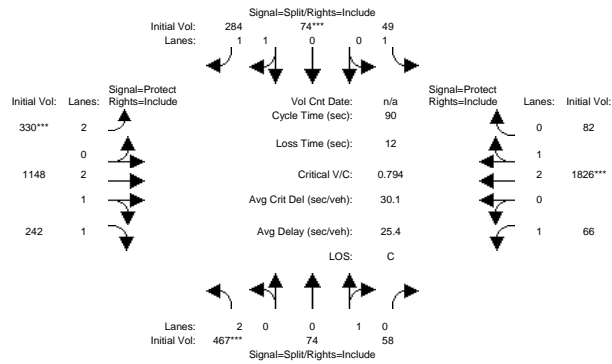 Signal=Split/Rights=Include
Initial Vol: 284 74*** 49
Lanes: 1 1 0 0 1
Signal=Protect
Initial Vol: Lanes: Rights=Include
Vol Cnt Date: n/a
Signal=Protect
Rights=Include Lanes: Initial Vol:
Cycle Time (sec): 90
330*** 2
0 82
Loss Time (sec): 12
0
1
1148 2
Critical V/C: 0.794
2 1826***
1
Avg Crit Del (sec/veh): 30.1
0
242 1
Avg Delay (sec/veh): 25.4
1 66
LOS: C
Lanes: 2 0 0 1 0
Initial Vol: 467*** 74 58
Signal=Split/Rights=Include